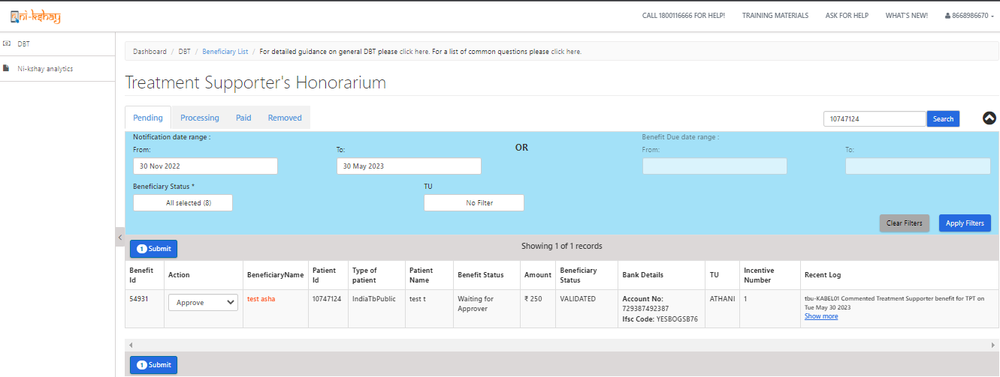 ni-kshay
CALL 1800116666 FOR HELP! TRAINING MATERIALS ASK FOR HELP WHAT'S NEW! 8668986670
DBT
Ni-kshay analytics
Dashboard / DBT / Beneficiary List / For detailed guidance on general DBT please click here. For a list of common questions please click here.
Treatment Supporter's Honorarium
Pending Processing Paid Removed 10747124 Search
Notification date range : OR Benefit Due date range :
From: To: From: To:
30 Nov 2022 30 May 2023
Beneficiary Status * TU
All selected (8) No Filter
Clear Filters Apply Filters
1 Submit Showing 1 of 1 records
Benefit Id Action BeneficiaryName Patient Id Type of patient Patient Name Benefit Status Amount Beneficiary Status Bank Details TU Incentive Number Recent Log
54931 Approve test asha 10747124 IndiaTbPublic test t Waiting for Approver ₹ 250 VALIDATED Account No: 729387492387 Ifsc Code: YESBOGSB76 ATHANI 1 tbu-KABEL01 Commented Treatment Supporter benefit for TPT on Tue May 30 2023
Show more
1 Submit